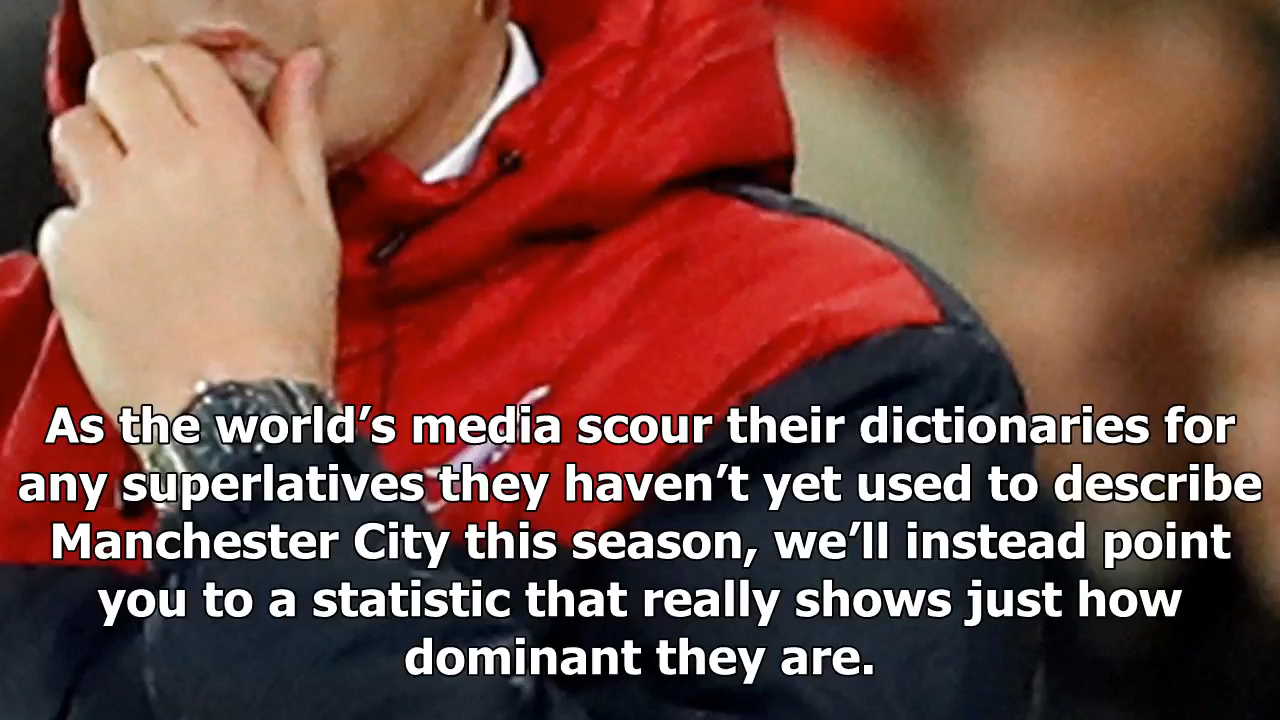 As the world’s media scour their dictionaries for
any superlatives they haven’t yet used to describe
Manchester City this season, we’ll instead point
you to a statistic that really shows just how
dominant they are.